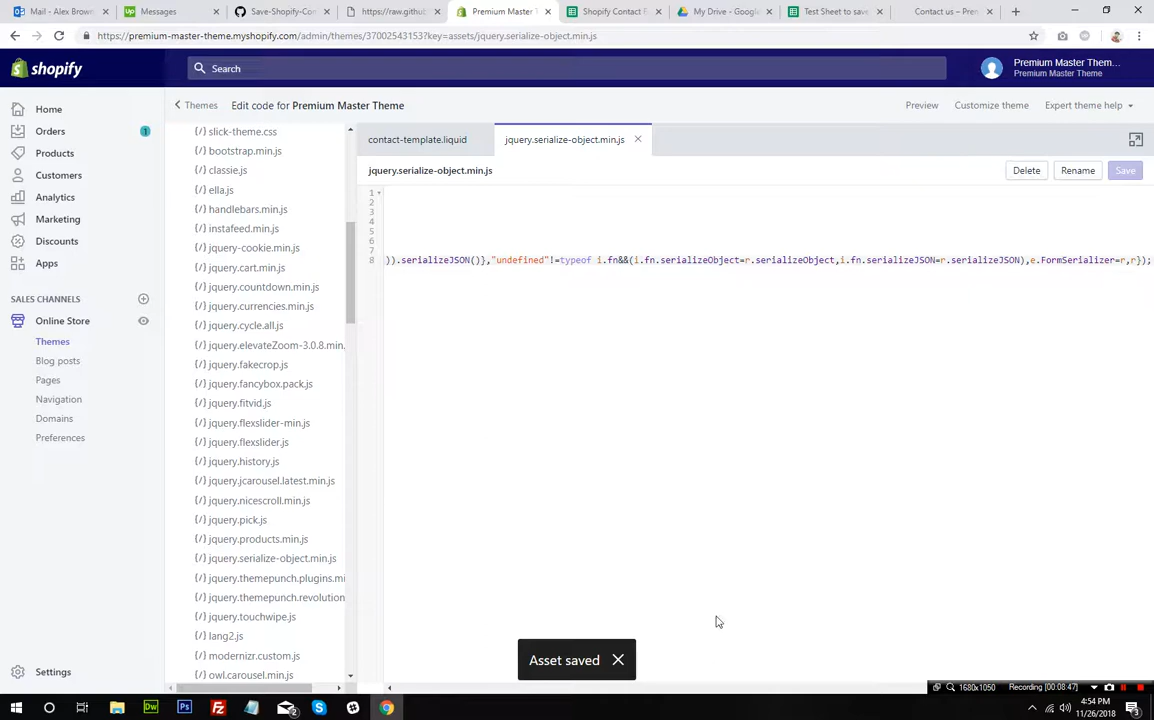 Mail - Alex Brown
Messages
Save-Shopify-Con
https://raw.github
Premium Master T
Shopify Contact F
My Drive - Google
Test Sheet to save
Contact us – Prem
https://premium-master-theme.myshopify.com/admin/themes/37002543153?key=assets/jquery.serialize-object.min.js
shopify
Search
Premium Master Them...
Premium Master Theme
Home
Orders
1
Products
Customers
Analytics
Marketing
Discounts
Apps
SALES CHANNELS
Online Store
Themes
Blog posts
Pages
Navigation
Domains
Preferences
Settings
Themes
Edit code for Premium Master Theme
Preview
Customize theme
Expert theme help
{/} slick-theme.css
{/} bootstrap.min.js
{/} classie.js
{/} ella.js
{/} handlebars.min.js
{/} instafeed.min.js
{/} jquery-cookie.min.js
{/} jquery.cart.min.js
{/} jquery.countdown.min.js
{/} jquery.currencies.min.js
{/} jquery.cycle.all.js
{/} jquery.elevateZoom-3.0.8.min.
{/} jquery.fakecrop.js
{/} jquery.fancybox.pack.js
{/} jquery.fitvid.js
{/} jquery.flexslider-min.js
{/} jquery.flexslider.js
{/} jquery.history.js
{/} jquery.jcarousel.latest.min.js
{/} jquery.nicescroll.min.js
{/} jquery.pick.js
{/} jquery.products.min.js
{/} jquery.serialize-object.min.js
{/} jquery.themepunch.plugins.mi
{/} jquery.themepunch.revolution
{/} jquery.touchwipe.js
{/} lang2.js
{/} modernizr.custom.js
{/} owl.carousel.min.js
contact-template.liquid
jquery.serialize-object.min.js
jquery.serialize-object.min.js
Delete
Rename
Save
1
2
3
4
5
6
7
8
)).serializeJSON()},"undefined"!=typeof i.fn&&(i.fn.serializeObject=r.serializeObject,i.fn.serializeJSON=r.serializeJSON),e.FormSerializer=r,r});
Asset saved
1680x1050
Recording [00:08:47]
4:54 PM
11/26/2018